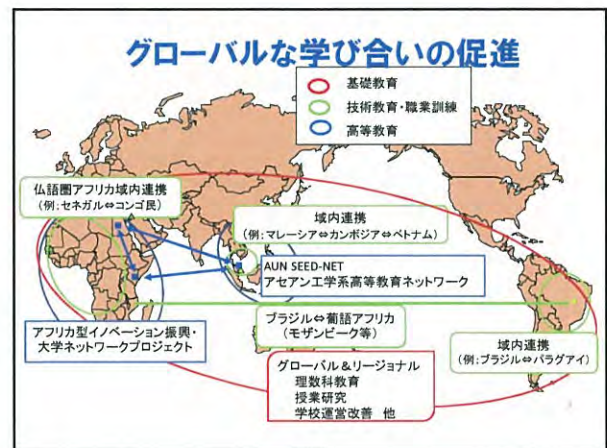 グローバルな学び合いの促進
基礎教育
技術教育・職業訓練
高等教育
仏語圏アフリカ域内連携
(例:セネガル⇔コンゴ民)
域内連携
(例:マレーシア⇔カンボジア⇔ベトナム)
AUN SEED-NET
アセアン工学系高等教育ネットワーク
ブラジル⇔葡語アフリカ
(モザンビーク等)
アフリカ型イノベーション振興・
大学ネットワークプロジェクト
域内連携
(例:ブラジル⇔パラグアイ)
グローバル&リージョナル
理数科教育
授業研究
学校運営改善 他